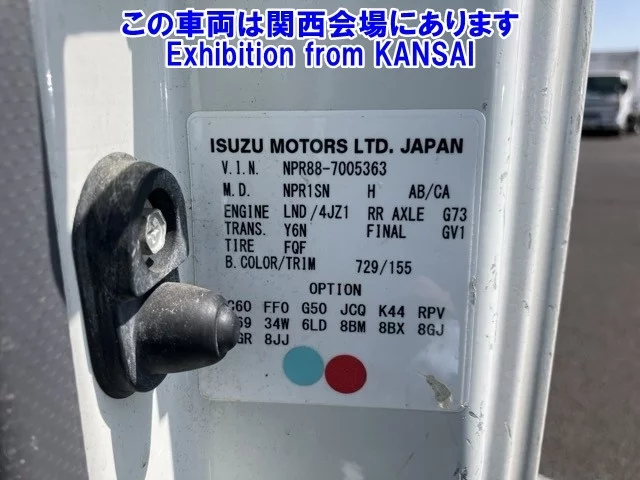 この車両は関西会場にあります
Exhibition from KANSAI
ISUZU MOTORS LTD. JAPAN
V.I.N. NPR88-7005363
M.D. NPR1SN H AB/CA
ENGINE LND/4JZ1 RR AXLE G73
TRANS. Y6N FINAL GV1
TIRE FQF
B.COLOR/TRIM 729/155
OPTION
FF0 G50 JCQ K44 RPV
34W 6LD 8BM 8BX 8GJ
8JJ